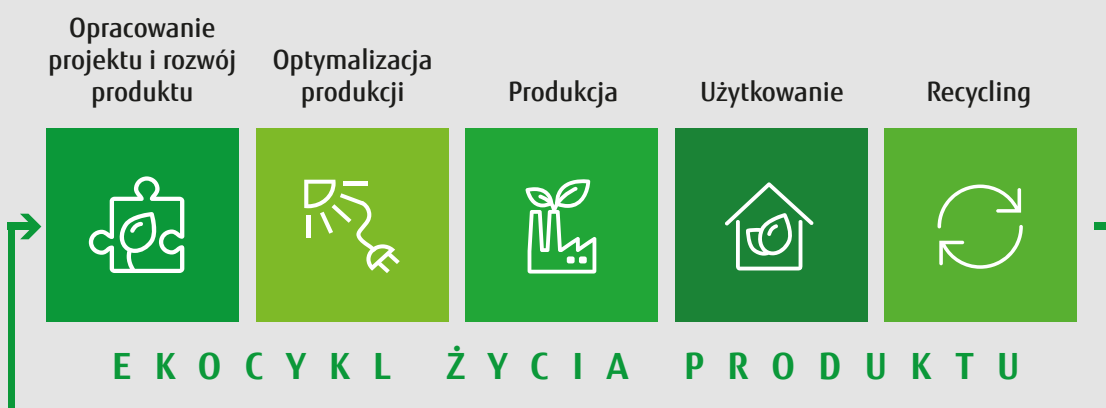 Opracowanie
projektu i rozwój
produktu
Optymalizacja
produkcji
Produkcja
Użytkowanie
Recycling
EKOCYKL ŻYCIA PRODUKTU